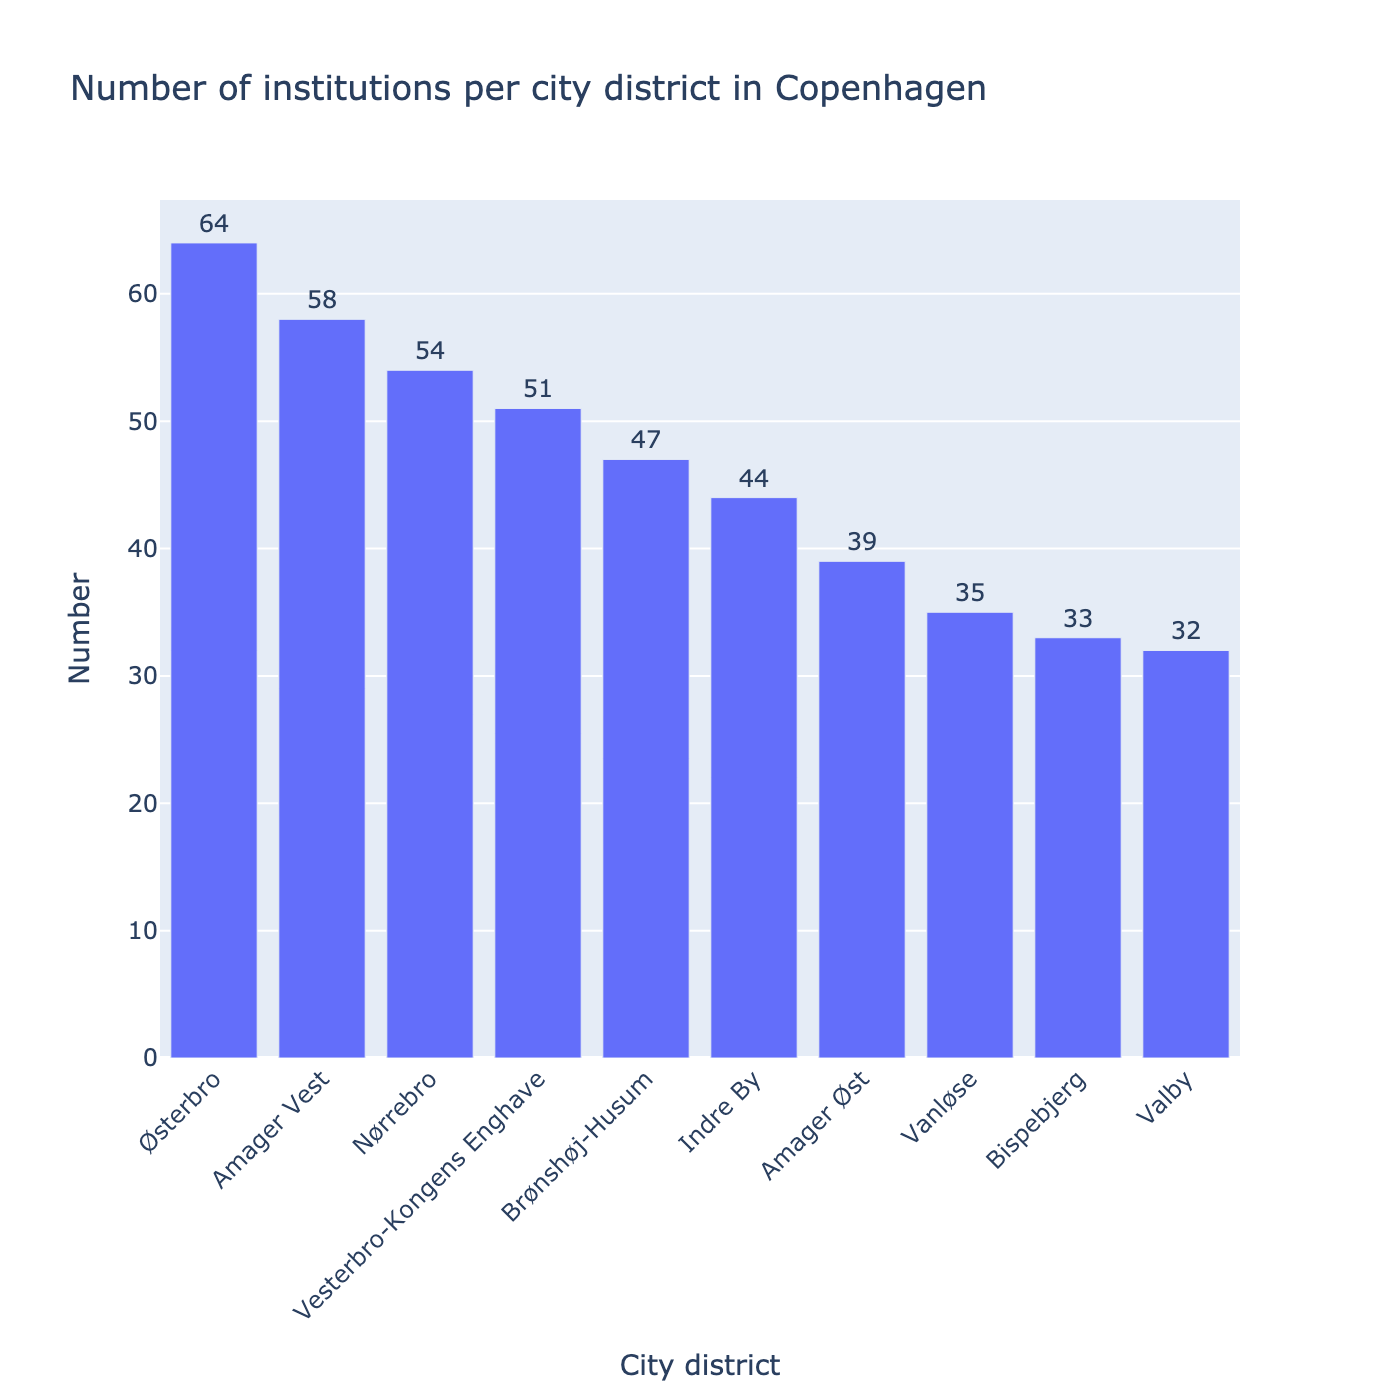 Number of institutions per city district in Copenhagen
64
58
54
51
47
44
39
35
33
32
60
50
40
30
20
10
0
Number
Østerbro
Amager Vest
Nørrebro
Vesterbro-Kongens Enghave
Brønshøj-Husum
Indre By
Amager Øst
Vanløse
Bispebjerg
Valby
City district